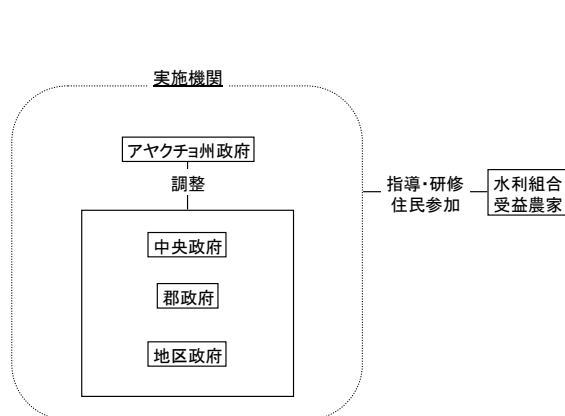 実施機関
アヤクチョ州政府
調整
中央政府
郡政府
地区政府
指導・研修
住民参加
水利組合
受益農家